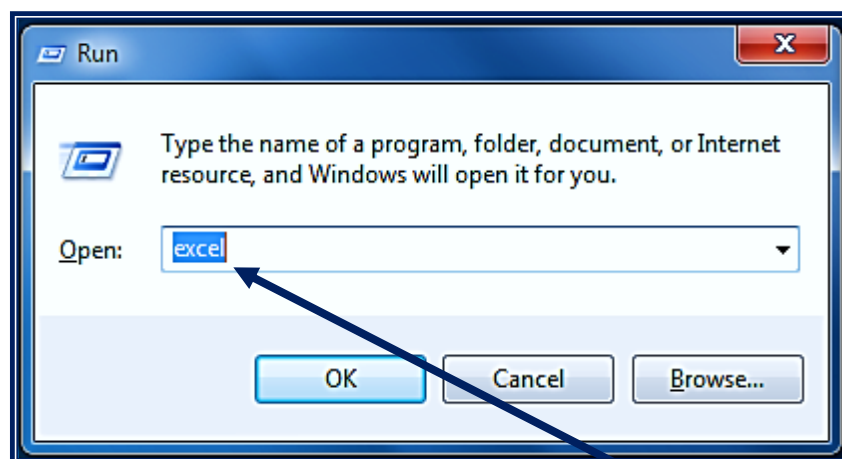 Run
x
Type the name of a program, folder, document, or Internet
resource, and Windows will open it for you.
Open: excel
OK Cancel Browse...